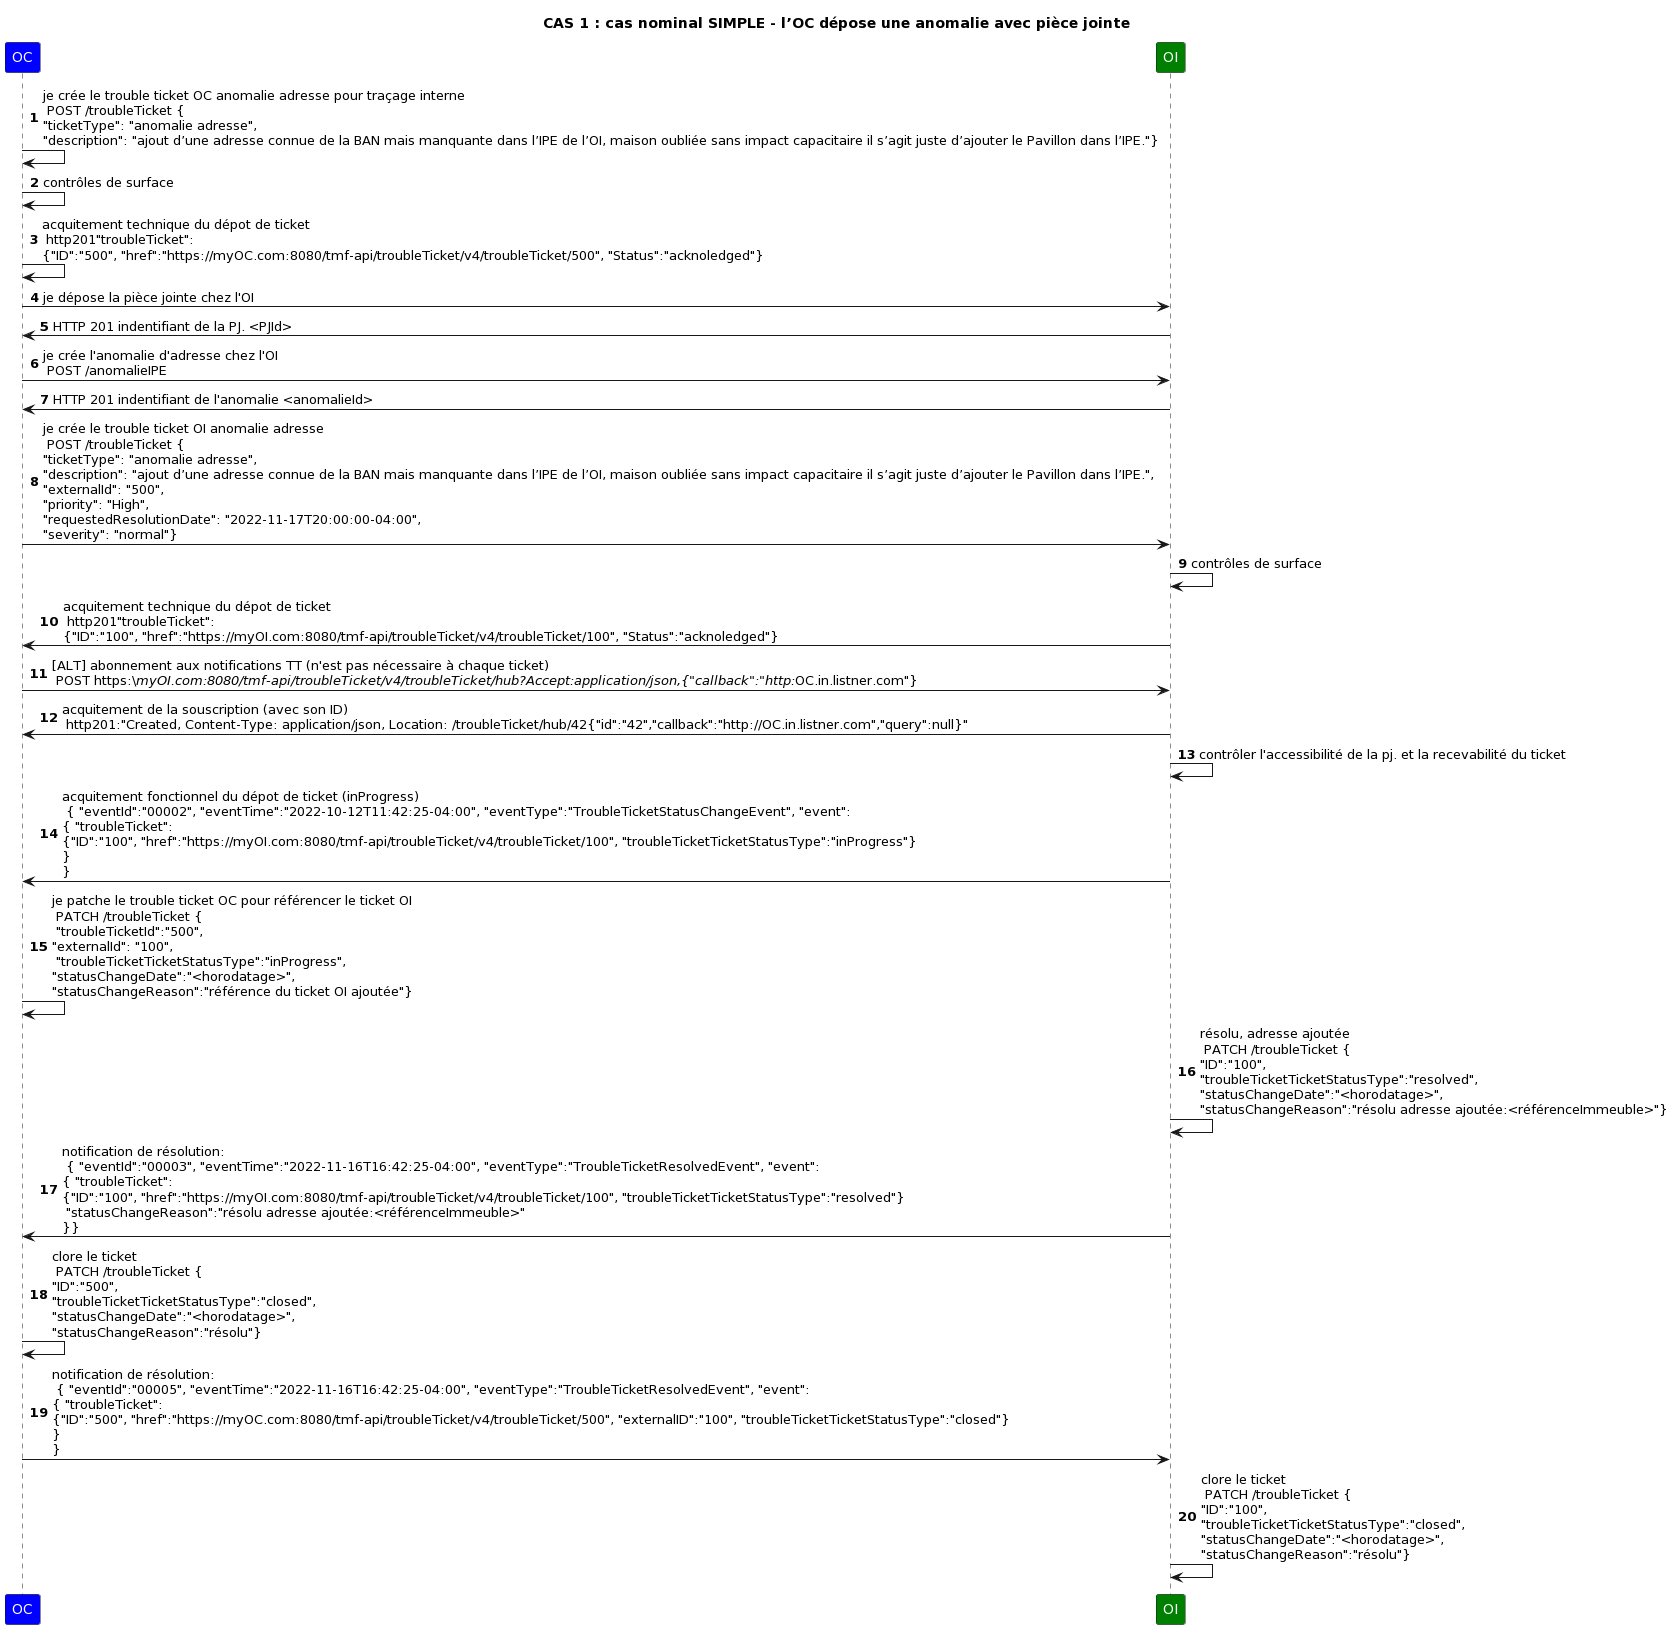 CAS 1 : cas nominal SIMPLE - l’OC dépose une anomalie avec pièce jointe
OC
OI
je crée le trouble ticket OC anomalie adresse pour traçage interne
POST /troubleTicket {
1
"ticketType": "anomalie adresse",
"description": "ajout d’une adresse connue de la BAN mais manquante dans l’IPE de l’OI, maison oubliée sans impact capacitaire il s’agit juste d’ajouter le Pavillon dans l’IPE."}
2 contrôles de surface
acquitement technique du dépot de ticket
3 http201"troubleTicket":
{"ID":"500", "href":"https://myOC.com:8080/tmf-api/troubleTicket/v4/troubleTicket/500", "Status":"acknoledged"}
4 je dépose la pièce jointe chez l'OI
5 HTTP 201 indentifiant de la PJ. <PJId>
6 je crée l'anomalie d'adresse chez l'OI
POST /anomalieIPE
7 HTTP 201 indentifiant de l'anomalie <anomalieId>
je crée le trouble ticket OI anomalie adresse
POST /troubleTicket {
"ticketType": "anomalie adresse",
"description": "ajout d’une adresse connue de la BAN mais manquante dans l’IPE de l’OI, maison oubliée sans impact capacitaire il s’agit juste d’ajouter le Pavillon dans l’IPE.",
8
"externalId": "500",
"priority": "High",
"requestedResolutionDate": "2022-11-17T20:00:00-04:00",
"severity": "normal"}
9 contrôles de surface
acquitement technique du dépot de ticket
10 http201"troubleTicket":
{"ID":"100", "href":"https://myOI.com:8080/tmf-api/troubleTicket/v4/troubleTicket/100", "Status":"acknoledged"}
11 [ALT] abonnement aux notifications TT (n'est pas nécessaire à chaque ticket)
POST https:\myOI.com:8080/tmf-api/troubleTicket/v4/troubleTicket/hub?Accept:application/json,{"callback":"http:OC.in.listner.com"}
12 acquitement de la souscription (avec son ID)
http201:"Created, Content-Type: application/json, Location: /troubleTicket/hub/42{"id":"42","callback":"http://OC.in.listner.com","query":null}"
13 contrôler l'accessibilité de la pj. et la recevabilité du ticket
acquitement fonctionnel du dépot de ticket (inProgress)
{ "eventId":"00002", "eventTime":"2022-10-12T11:42:25-04:00", "eventType":"TroubleTicketStatusChangeEvent", "event":
14 { "troubleTicket":
{"ID":"100", "href":"https://myOI.com:8080/tmf-api/troubleTicket/v4/troubleTicket/100", "troubleTicketTicketStatusType":"inProgress"}
}
}
je patche le trouble ticket OC pour référencer le ticket OI
PATCH /troubleTicket {
"troubleTicketId":"500",
15 "externalId": "100",
"troubleTicketTicketStatusType":"inProgress",
"statusChangeDate":"<horodatage>",
"statusChangeReason":"référence du ticket OI ajoutée"}
résolu, adresse ajoutée
PATCH /troubleTicket {
"ID":"100",
16
"troubleTicketTicketStatusType":"resolved",
"statusChangeDate":"<horodatage>",
"statusChangeReason":"résolu adresse ajoutée:<référenceImmeuble>"}
notification de résolution:
{ "eventId":"00003", "eventTime":"2022-11-16T16:42:25-04:00", "eventType":"TroubleTicketResolvedEvent", "event":
{ "troubleTicket":
17
{"ID":"100", "href":"https://myOI.com:8080/tmf-api/troubleTicket/v4/troubleTicket/100", "troubleTicketTicketStatusType":"resolved"}
"statusChangeReason":"résolu adresse ajoutée:<référenceImmeuble>"
}}
clore le ticket
PATCH /troubleTicket {
"ID":"500",
18
"troubleTicketTicketStatusType":"closed",
"statusChangeDate":"<horodatage>",
"statusChangeReason":"résolu"}
notification de résolution:
{ "eventId":"00005", "eventTime":"2022-11-16T16:42:25-04:00", "eventType":"TroubleTicketResolvedEvent", "event":
{ "troubleTicket":
19
{"ID":"500", "href":"https://myOC.com:8080/tmf-api/troubleTicket/v4/troubleTicket/500", "externalID":"100", "troubleTicketTicketStatusType":"closed"}
}
}
clore le ticket
PATCH /troubleTicket {
"ID":"100",
20
"troubleTicketTicketStatusType":"closed",
"statusChangeDate":"<horodatage>",
"statusChangeReason":"résolu"}
OC
OI